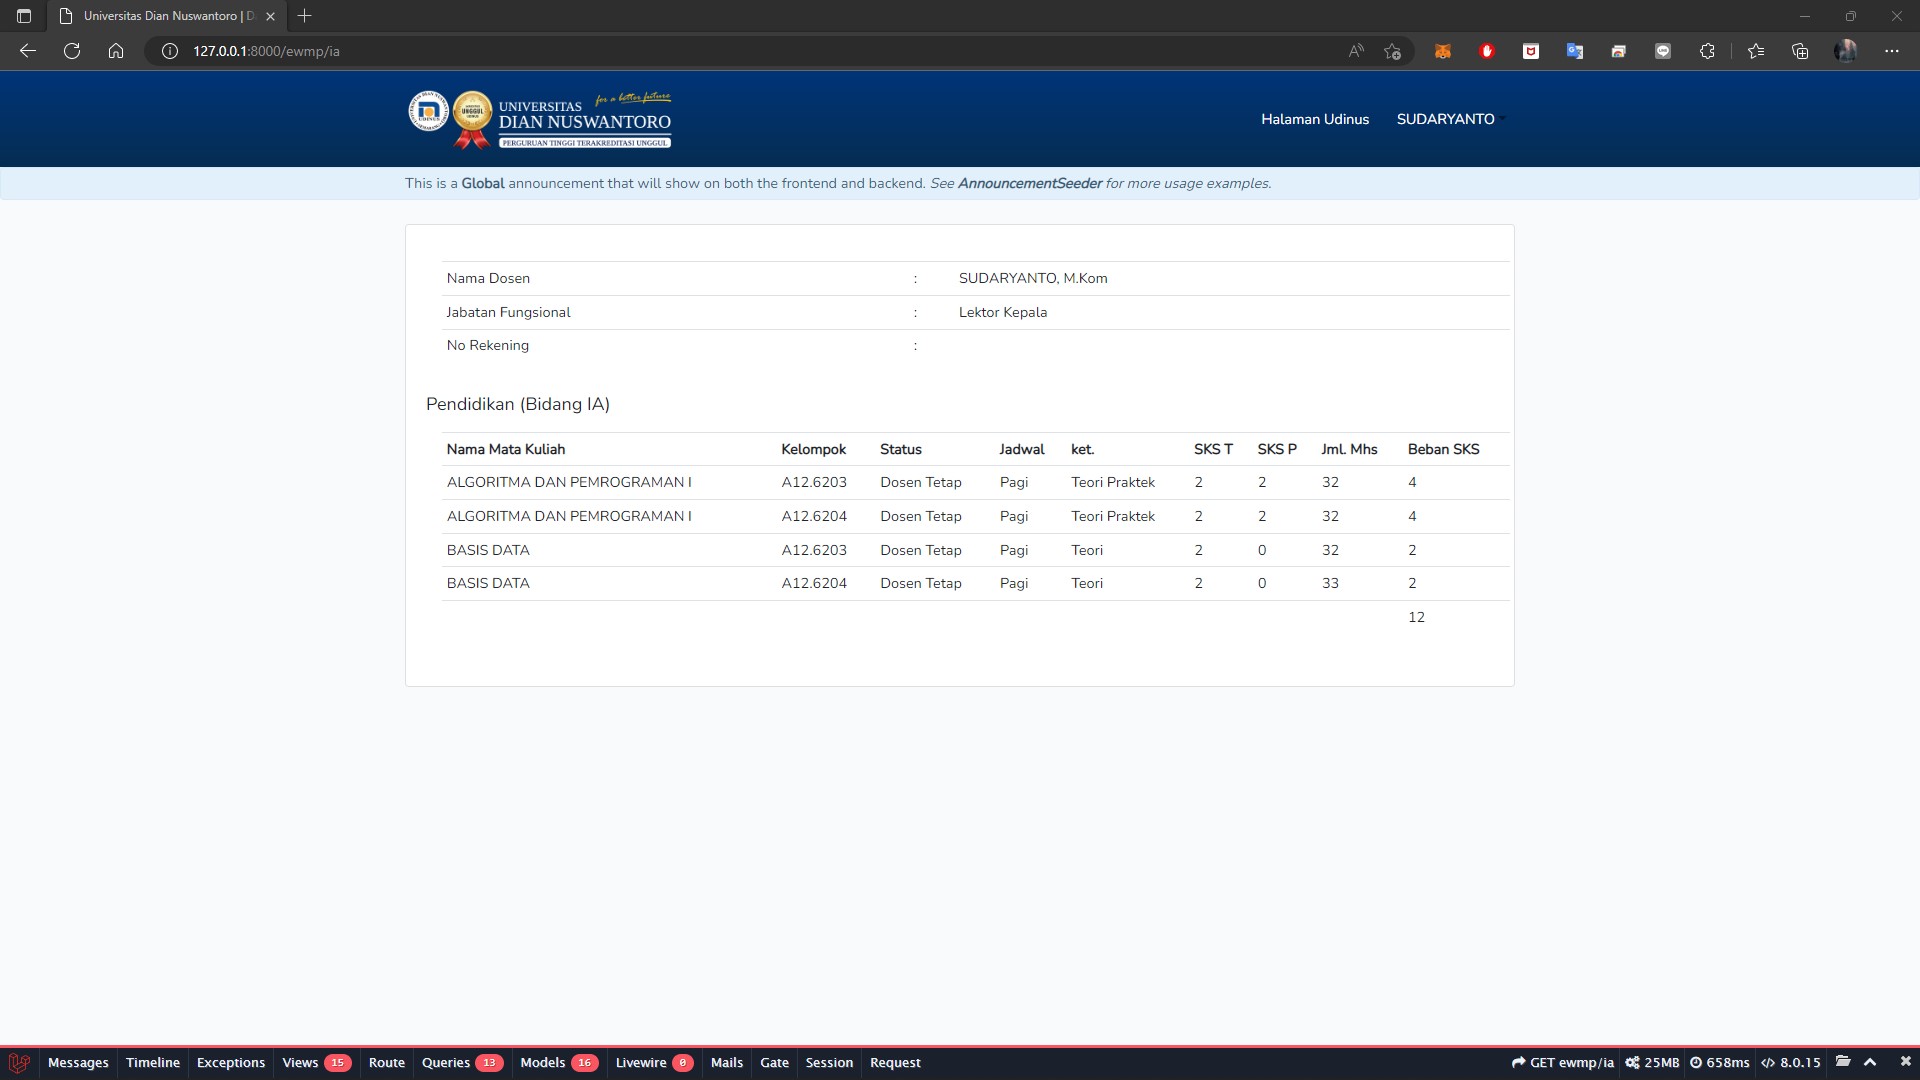 Universitas Dian Nuswantoro | D
127.0.0.1:8000/ewmp/ia
UNIVERSITAS for a better future
DIAN NUSWANTORO
PERGURUAN TINGGI TERAKREDITASI UNGGUL
UDINUS
UNGGUL
Halaman Udinus SUDARYANTO
This is a Global announcement that will show on both the frontend and backend. See AnnouncementSeeder for more usage examples.
Nama Dosen : SUDARYANTO, M.Kom
Jabatan Fungsional : Lektor Kepala
No Rekening :
Pendidikan (Bidang IA)
Nama Mata Kuliah Kelompok Status Jadwal ket. SKS T SKS P Jml. Mhs Beban SKS
ALGORITMA DAN PEMROGRAMAN I A12.6203 Dosen Tetap Pagi Teori Praktek 2 2 32 4
ALGORITMA DAN PEMROGRAMAN I A12.6204 Dosen Tetap Pagi Teori Praktek 2 2 32 4
BASIS DATA A12.6203 Dosen Tetap Pagi Teori 2 0 32 2
BASIS DATA A12.6204 Dosen Tetap Pagi Teori 2 0 33 2
12
Messages Timeline Exceptions Views 15 Route Queries 13 Models 16 Livewire 0 Mails Gate Session Request GET ewmp/ia 25MB 658ms 8.0.15